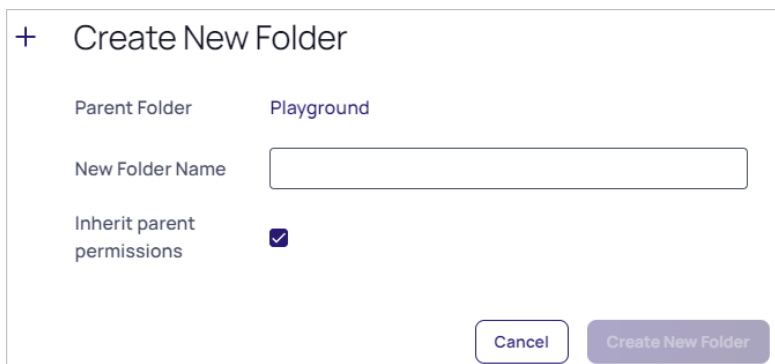 + Create New Folder
Parent Folder Playground
New Folder Name
Inherit parent
permissions
Cancel Create New Folder